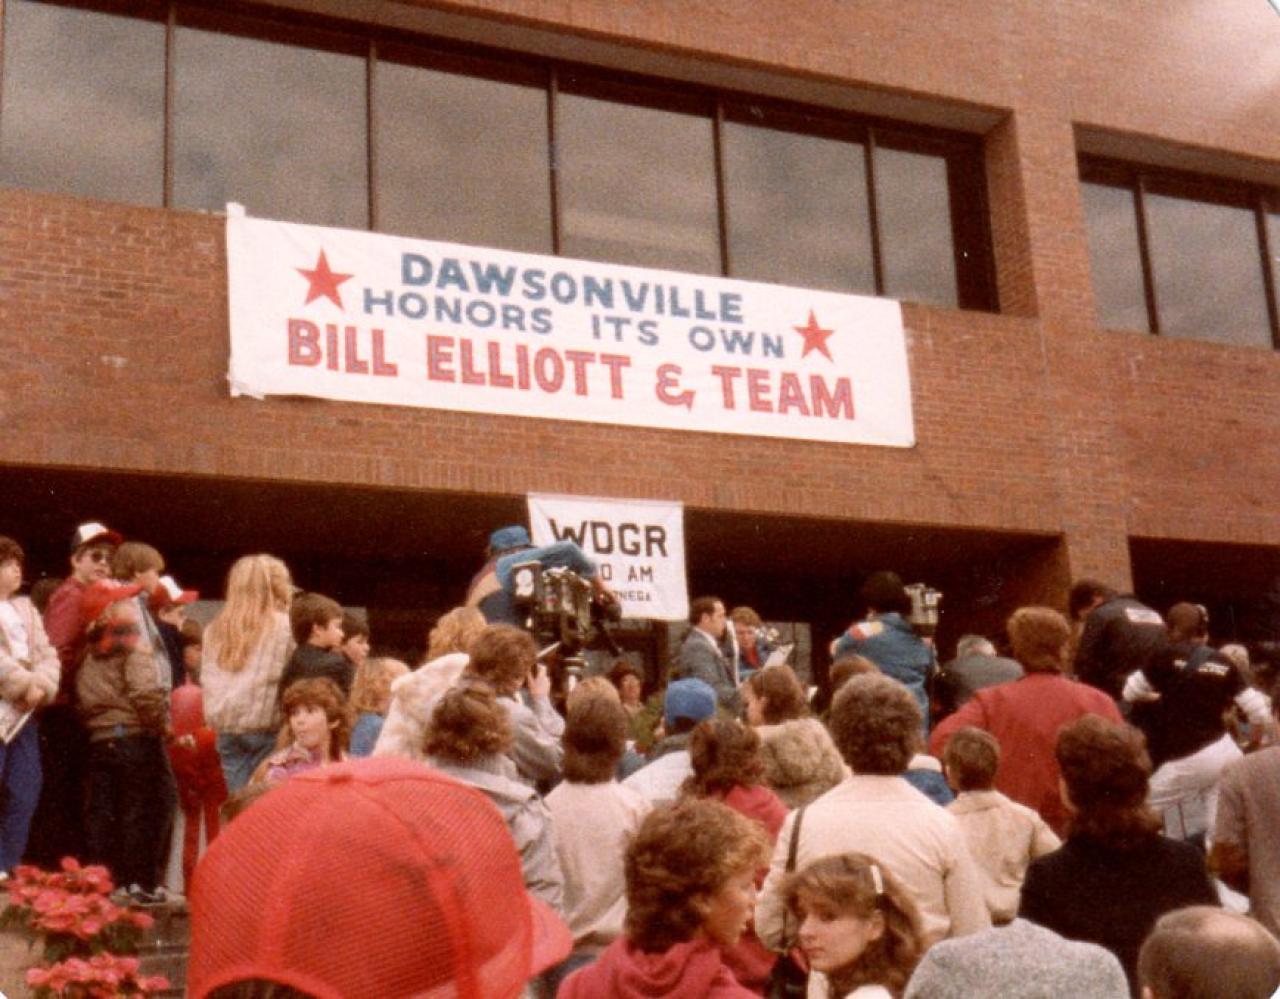 DAWSONVILLE
HONORS ITS OWN
BILL ELLIOTT & TEAM
WDGR
AM